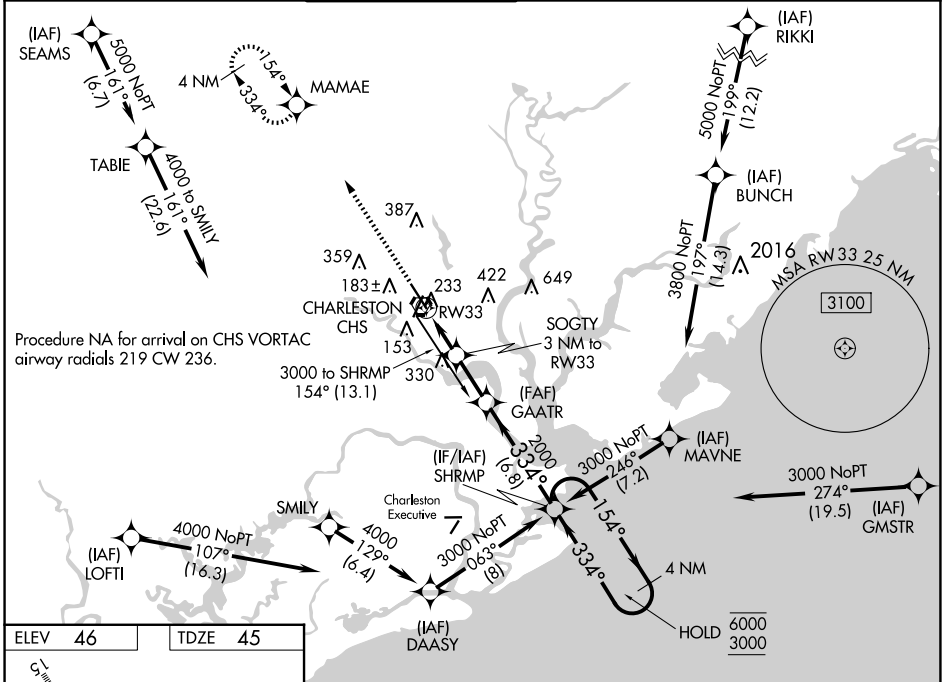 (IAF)
SEAMS
5000 NoPT
161°
(6.7)
4 NM
154°
334°
MAMAE
(IAF)
RIKKI
5000 NoPT
199°
(12.2)
TABIE
4000 to SMILY
161°
(22.6)
(IAF)
BUNCH
3800 NoPT
197°
(14.3)
2016
MSA RW33 25 NM
3100
387
359
183±
233
422
649
CHARLESTON
CHS
RW33
153
330
SOGTY
3 NM to
RW33
Procedure NA for arrival on CHS VORTAC
airway radials 219 CW 236.
3000 to SHRMP
154° (13.1)
(FAF)
GAATR
2000
334°
(6.8)
(IF/IAF)
SHRMP
3000 NoPT
246°
(7.2)
(IAF)
MAVNE
3000 NoPT
274°
(19.5)
(IAF)
GMSTR
SMILY
Charleston
Executive
4000 NoPT
107°
(16.3)
(IAF)
LOFTI
4000
129°
(6.4)
3000 NoPT
063°
(8)
(IAF)
DAASY
154°
334°
4 NM
HOLD
6000
3000
ELEV 46
TDZE 45